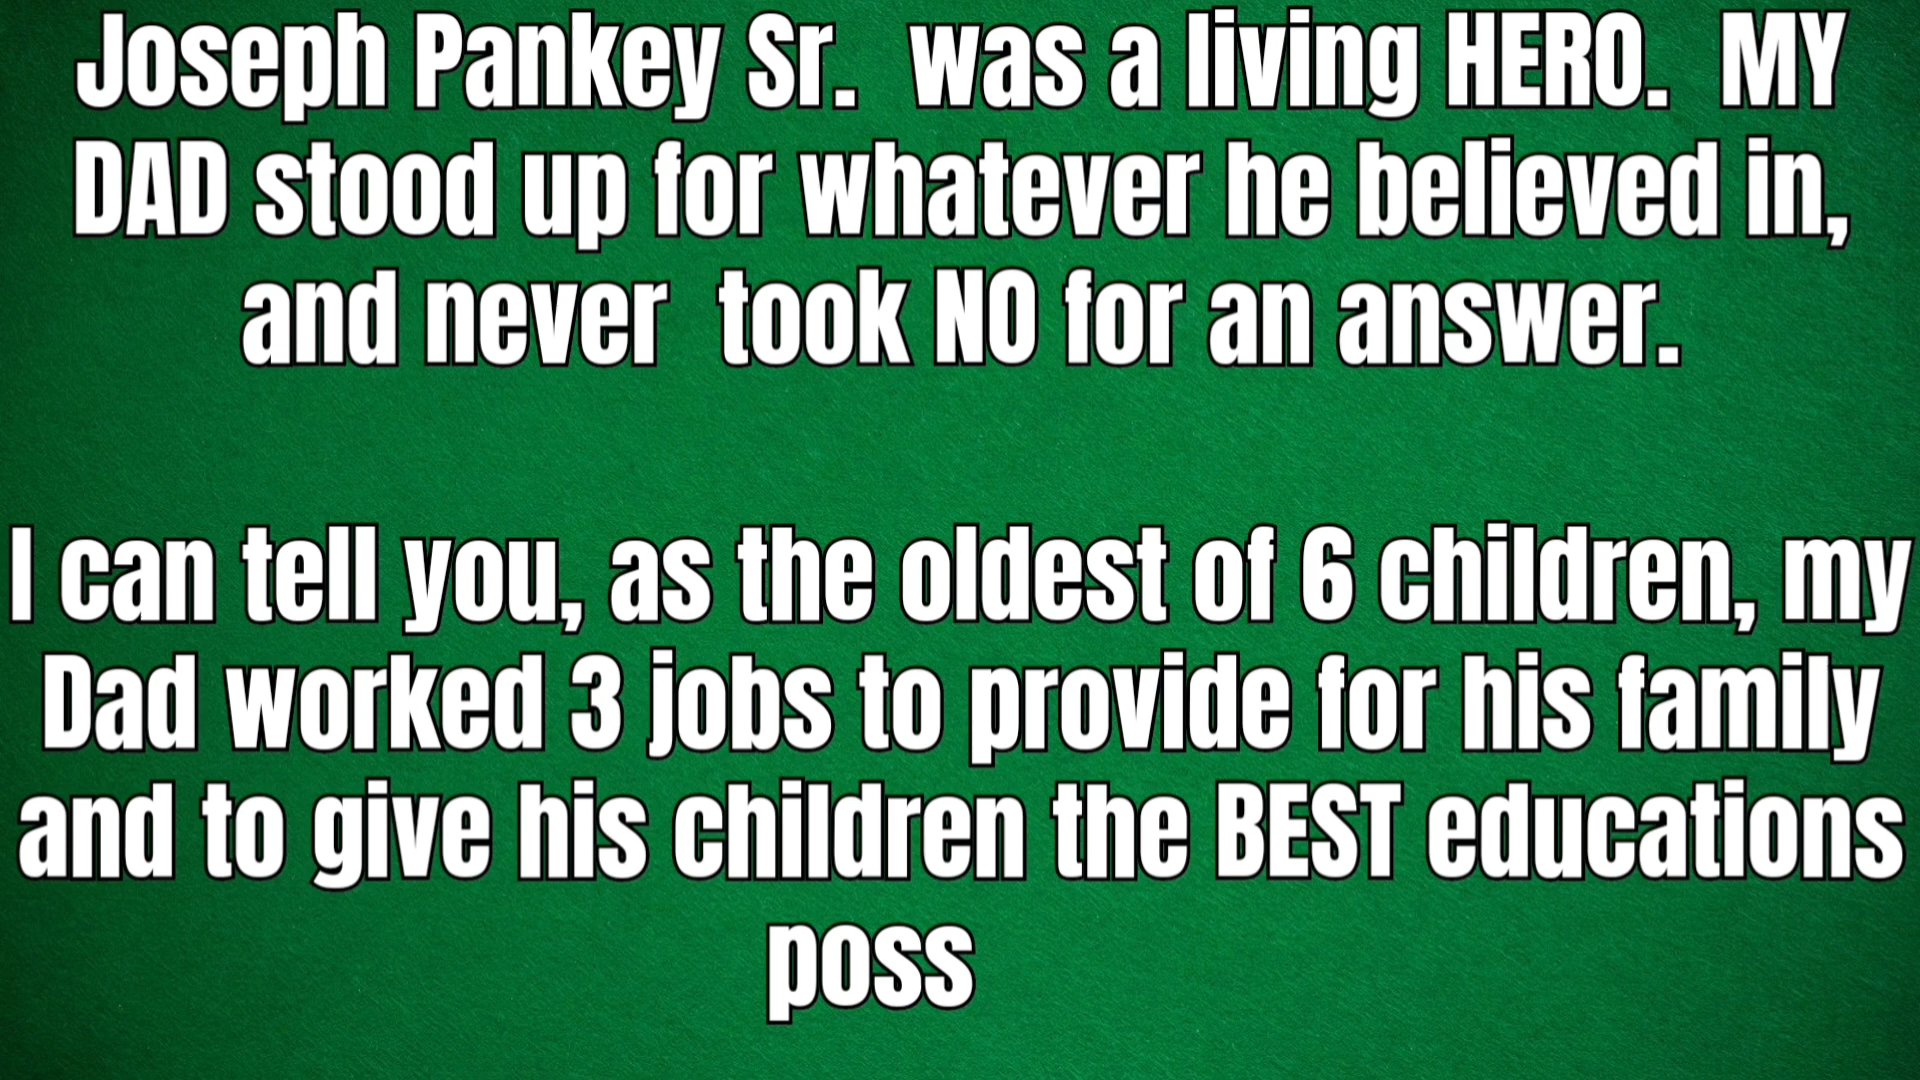 Joseph Pankey Sr.  was a living HERO.  MY
DAD stood up for whatever he believed in,
and never  took NO for an answer.
I can tell you, as the oldest of 6 children, my
Dad worked 3 jobs to provide for his family
and to give his children the BEST educations
poss